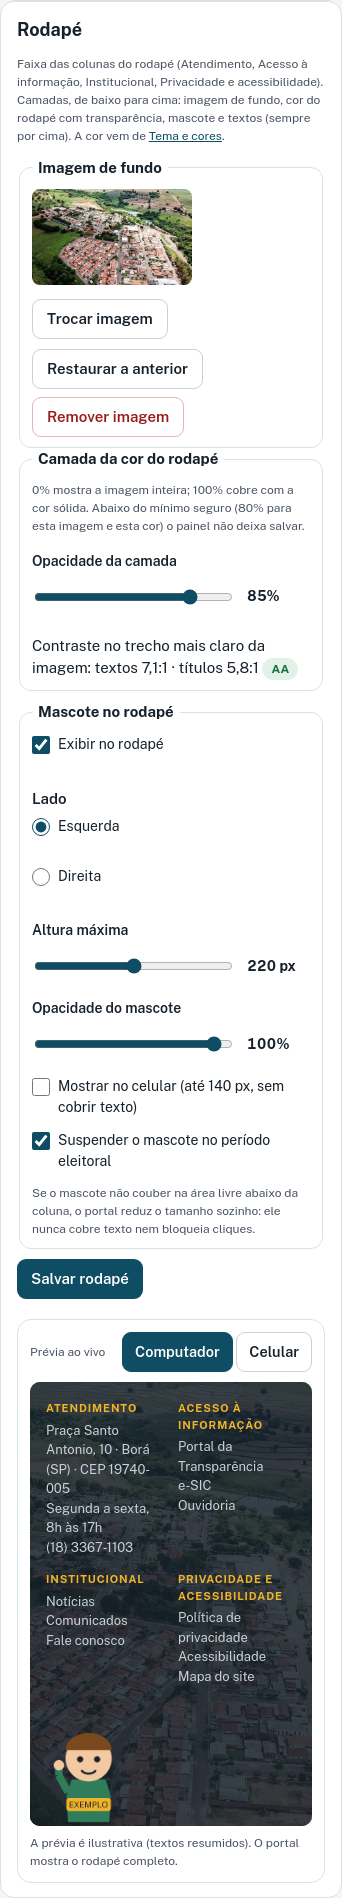 Rodapé
Faixa das colunas do rodapé (Atendimento, Acesso à
informação, Institucional, Privacidade e acessibilidade).
Camadas, de baixo para cima: imagem de fundo, cor do
rodapé com transparência, mascote e textos (sempre
por cima). A cor vem de Tema e cores.
Imagem de fundo
Trocar imagem
Restaurar a anterior
Remover imagem
Camada da cor do rodapé
0% mostra a imagem inteira; 100% cobre com a
cor sólida. Abaixo do mínimo seguro (80% para
esta imagem e esta cor) o painel não deixa salvar.
Opacidade da camada
85%
Contraste no trecho mais claro da
imagem: textos 7,1:1 · títulos 5,8:1 AA
Mascote no rodapé
Exibir no rodapé
Lado
Esquerda
Direita
Altura máxima
220 px
Opacidade do mascote
100%
Mostrar no celular (até 140 px, sem
cobrir texto)
Suspender o mascote no período
eleitoral
Se o mascote não couber na área livre abaixo da
coluna, o portal reduz o tamanho sozinho: ele
nunca cobre texto nem bloqueia cliques.
Salvar rodapé
Prévia ao vivo
Computador
Celular
ATENDIMENTO
Praça Santo
Antonio, 10 · Borá
(SP) · CEP 19740-
005
Segunda a sexta,
8h às 17h
(18) 3367-1103
ACESSO À
INFORMAÇÃO
Portal da
Transparência
e-SIC
Ouvidoria
INSTITUCIONAL
Notícias
Comunicados
Fale conosco
PRIVACIDADE E
ACESSIBILIDADE
Política de
privacidade
Acessibilidade
Mapa do site
EXEMPLO
A prévia é ilustrativa (textos resumidos). O portal
mostra o rodapé completo.